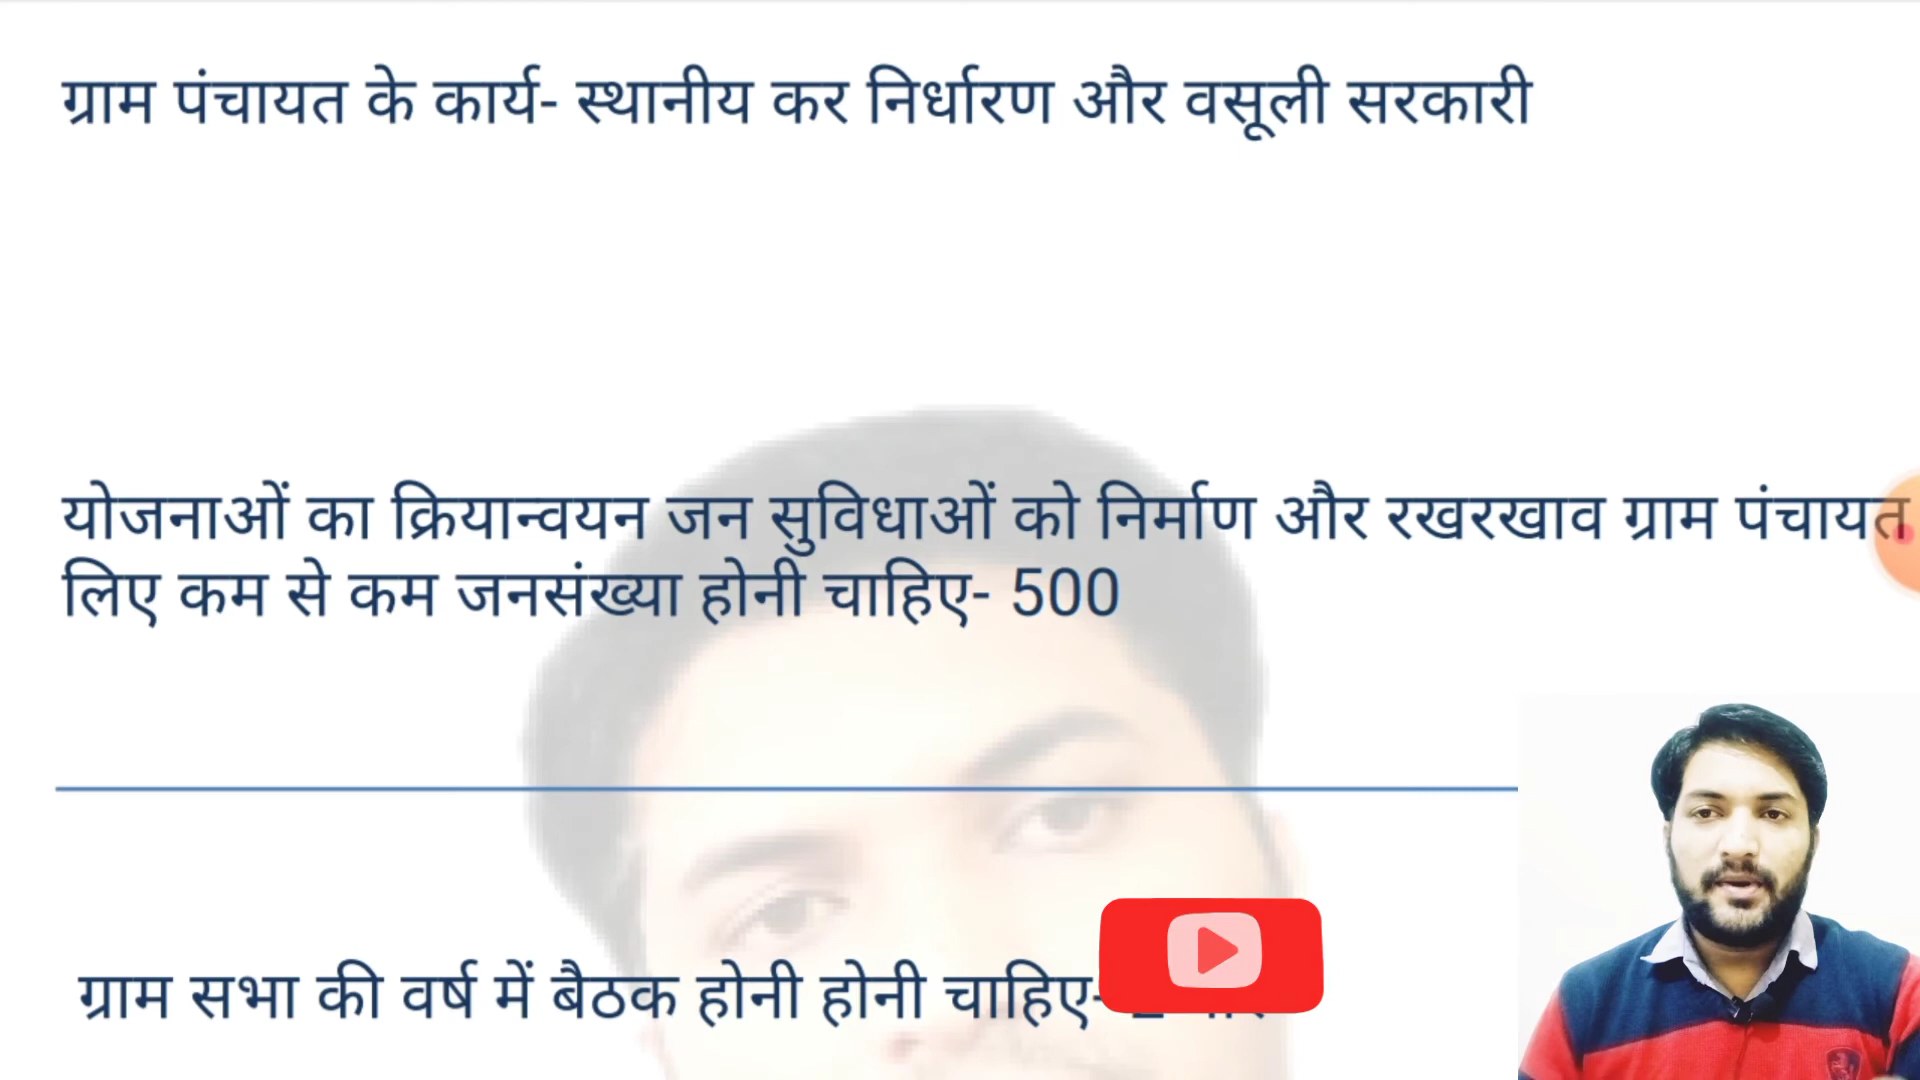 ग्राम पंचायत के कार्य- स्थानीय कर निर्धारण और वसूली सरकारी
योजनाओं का क्रियान्वयन जन सुविधाओं को निर्माण और रखरखाव ग्राम पंचायत
लिए कम से कम जनसंख्या होनी चाहिए- 500
ग्राम सभा की वर्ष में बैठक होनी होनी चाहिए-